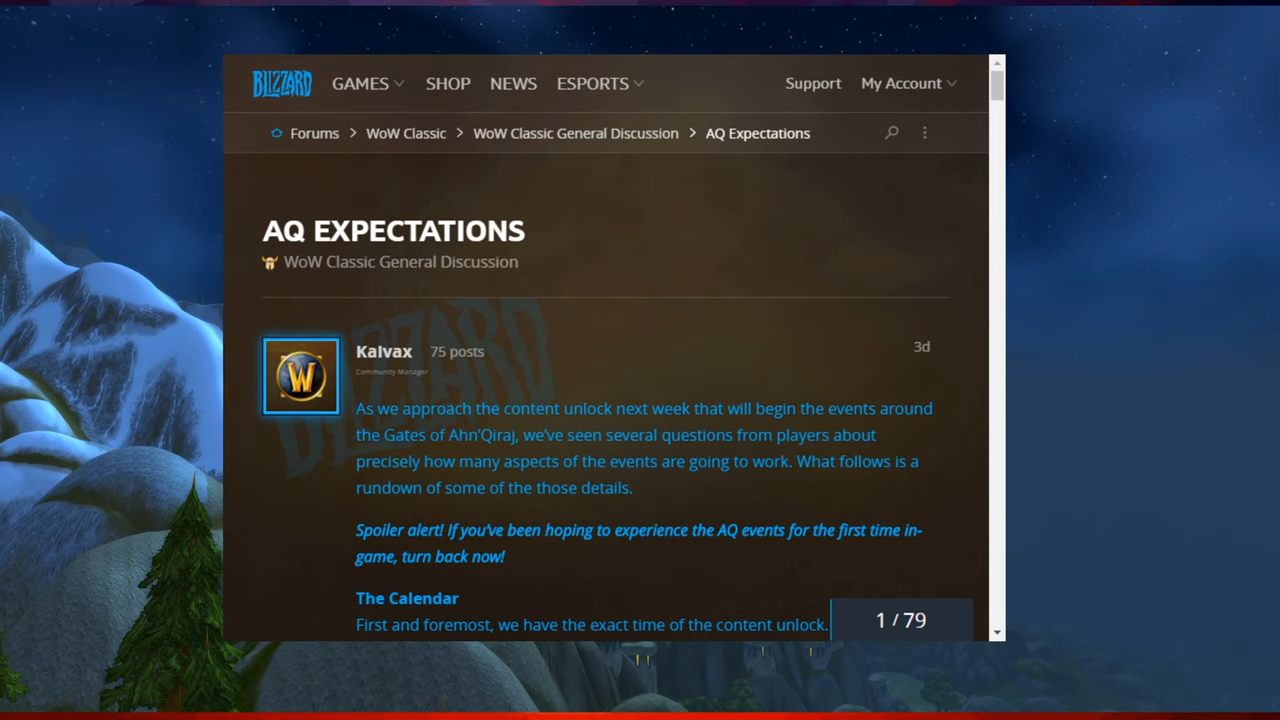 BLIZZARD GAMES SHOP NEWS ESPORTS Support My Account
Forums > WoW Classic > WoW Classic General Discussion > AQ Expectations
AQ EXPECTATIONS
WoW Classic General Discussion
BLIZZARD
W
Kaivax 75 posts 3d
Community Manager
As we approach the content unlock next week that will begin the events around
the Gates of Ahn'Qiraj, we've seen several questions from players about
precisely how many aspects of the events are going to work. What follows is a
rundown of some of the those details.
Spoiler alert! If you've been hoping to experience the AQ events for the first time in-
game, turn back now!
The Calendar
First and foremost, we have the exact time of the content unlock.
1 / 79